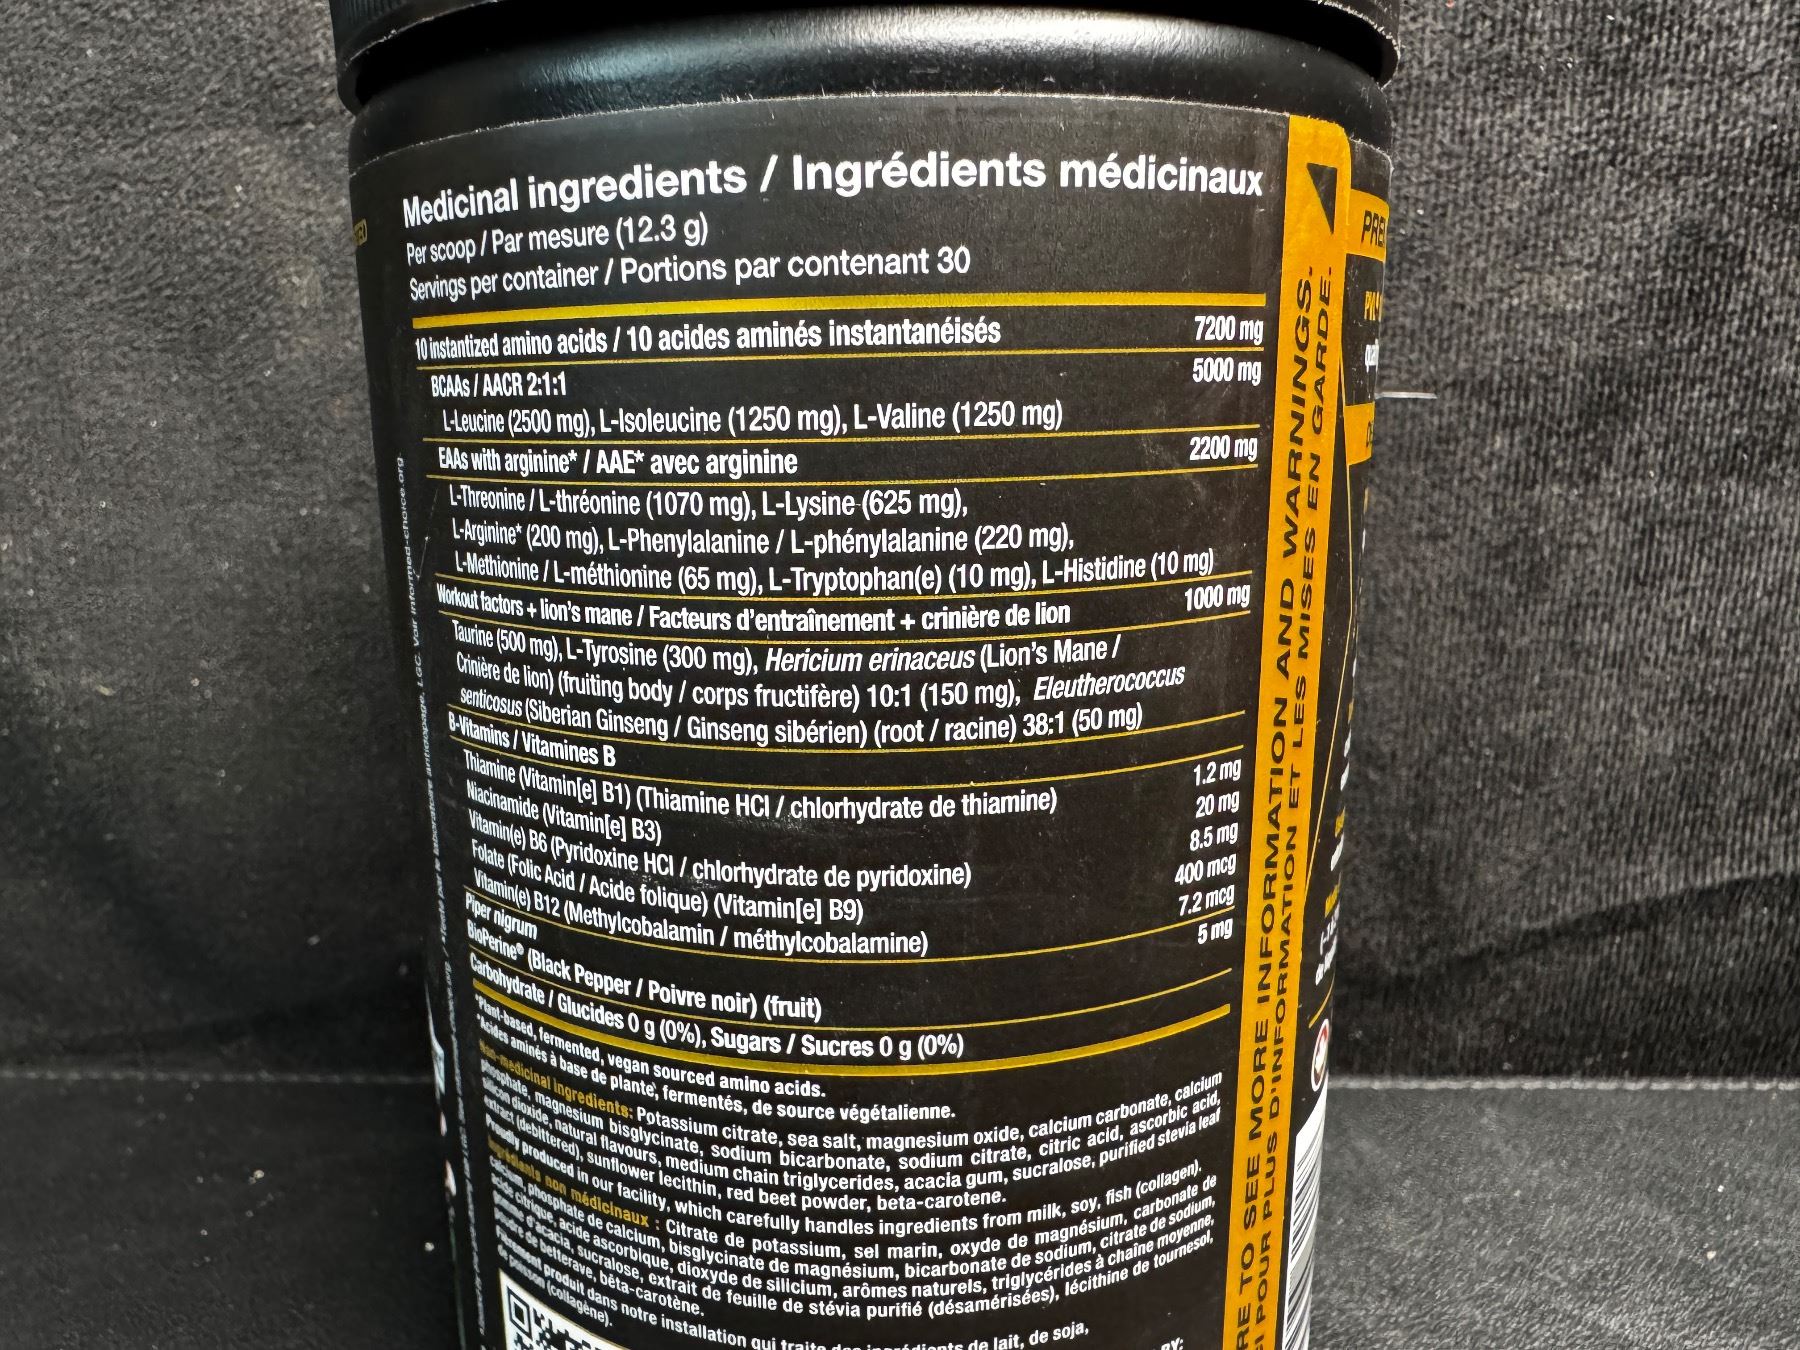 Medicinal ingredients / Ingrédients médicinaux
Per scoop / Par mesure (12.3 g)
Servings per container / Portions par contenant 30
10 instantized amino acids / 10 acides aminés instantanéisés 7200 mg
BCAAs / AACR 2:1:1 5000 mg
L-Leucine (2500 mg), L-Isoleucine (1250 mg), L-Valine (1250 mg)
EAAs with arginine* / AAE* avec arginine 2200 mg
L-Threonine / L-thréonine (1070 mg), L-Lysine (625 mg),
L-Arginine* (200 mg), L-Phenylalanine / L-phénylalanine (220 mg),
L-Methionine / L-méthionine (65 mg), L-Tryptophan(e) (10 mg), L-Histidine (10 mg)
Workout factors + lion's mane / Facteurs d'entraînement + crinière de lion 1000 mg
Taurine (500 mg), L-Tyrosine (300 mg), Hericium erinaceus (Lion's Mane /
Crinière de lion) (fruiting body / corps fructifère) 10:1 (150 mg), Eleutherococcus
senticosus (Siberian Ginseng / Ginseng sibérien) (root / racine) 38:1 (50 mg)
B-Vitamins / Vitamines B
Thiamine (Vitamin[e] B1) (Thiamine HCl / chlorhydrate de thiamine) 1.2 mg
Niacinamide (Vitamin[e] B3) 20 mg
Vitamin(e) B6 (Pyridoxine HCl / chlorhydrate de pyridoxine) 8.5 mg
Folate (Folic Acid / Acide folique) (Vitamin[e] B9) 400 mcg
Vitamin(e) B12 (Methylcobalamin / méthylcobalamine) 7.2 mcg
Piper nigrum 5 mg
BioPerine® (Black Pepper / Poivre noir) (fruit)
Carbohydrate / Glucides 0 g (0%), Sugars / Sucres 0 g (0%)
*Plant-based, fermented, vegan sourced amino acids.
*Acides aminés à base de plante, fermentés, de source végétalienne.
Non-medicinal ingredients: Potassium citrate, sea salt, magnesium oxide, calcium carbonate, calcium
phosphate, magnesium bisglycinate, sodium bicarbonate, sodium citrate, citric acid, ascorbic acid,
silicon dioxide, natural flavours, medium chain triglycerides, acacia gum, sucralose, purified stevia leaf
extract (debittered), sunflower lecithin, red beet powder, beta-carotene.
Proudly produced in our facility, which carefully handles ingredients from milk, soy, fish (collagen).
Ingrédients non médicinaux : Citrate de potassium, sel marin, oxyde de magnésium, carbonate de
calcium, phosphate de calcium, bisglycinate de magnésium, bicarbonate de sodium, citrate de sodium,
acide citrique, acide ascorbique, dioxyde de silicium, arômes naturels, triglycérides à chaîne moyenne,
gomme d'acacia, sucralose, extrait de feuille de stévia purifié (désamérisées), lécithine de tournesol,
poudre de betterave, bêta-carotène.
Fièrement produit dans notre installation qui traite des ingrédients de lait, de soja,
de poisson (collagène).
RE TO SEE MORE INFORMATION AND WARNINGS.
I POUR PLUS D'INFORMATION ET LES MISES EN GARDE.
PRE
BY: